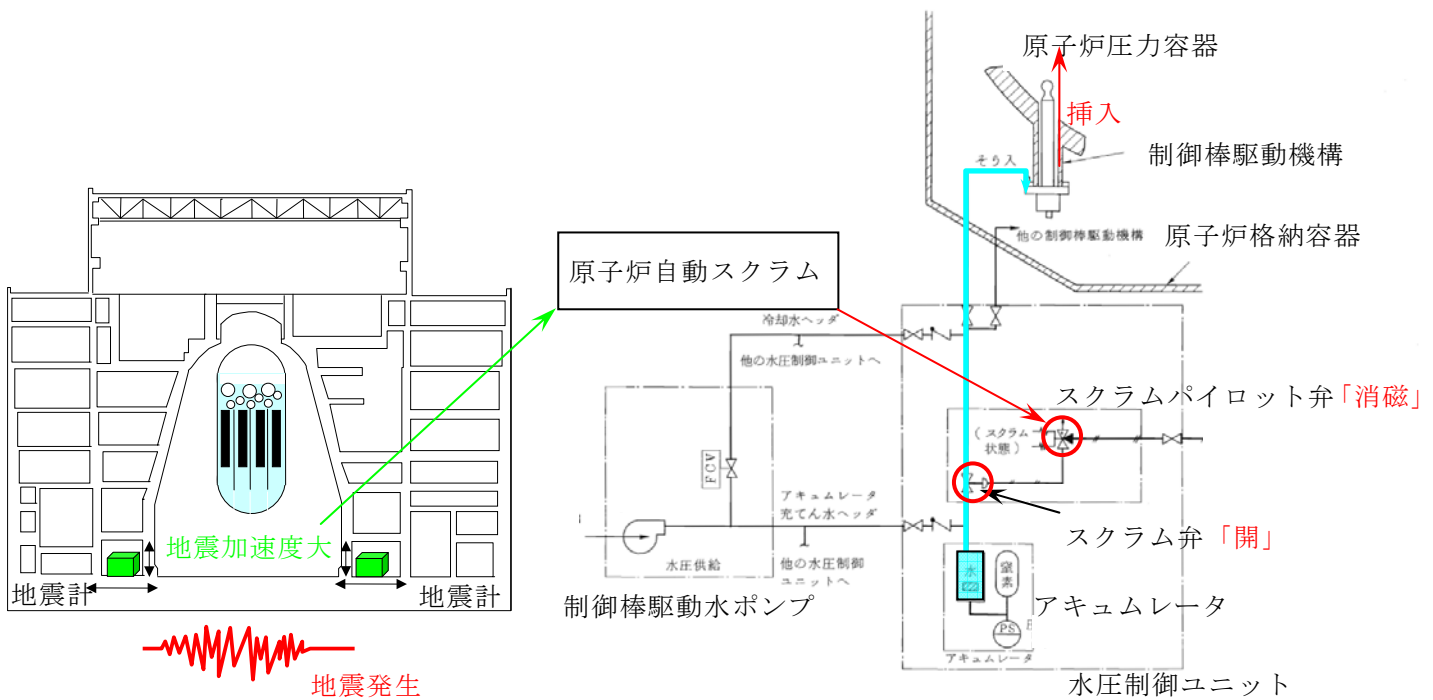 原子炉圧力容器
挿入
制御棒駆動機構
そう入
他の制御棒駆動機構
原子炉格納容器
原子炉自動スクラム
冷却水ヘッダ
他の水圧制御ユニットへ
スクラムパイロット弁「消磁」
(スクラム
状態)
FCV
アキュムレータ
充てん水ヘッダ
スクラム弁「開」
地震加速度大
水圧供給
他の水圧制御
ユニットへ
水
窒素
PS
地震計
地震計
制御棒駆動水ポンプ
アキュムレータ
アキュムレータ
地震発生
水圧制御ユニット